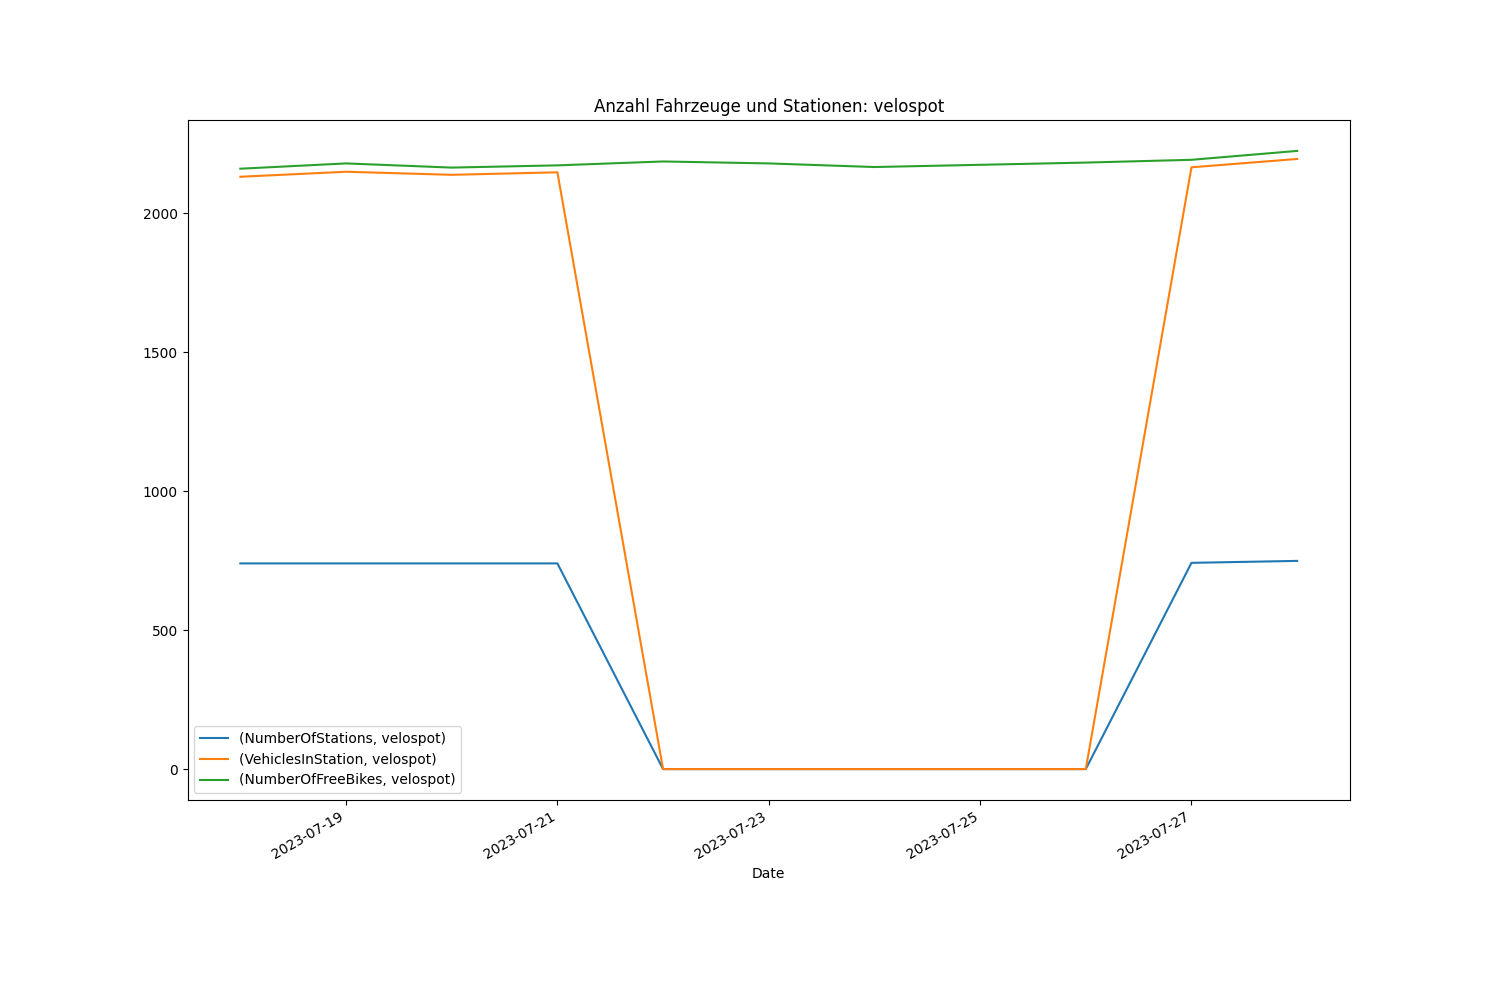 Anzahl Fahrzeuge und Stationen: velospot
2000
1500
1000
500
0
(NumberOfStations, velospot)
(VehiclesInStation, velospot)
(NumberOfFreeBikes, velospot)
2023-07-19
2023-07-21
2023-07-23
2023-07-25
2023-07-27
Date